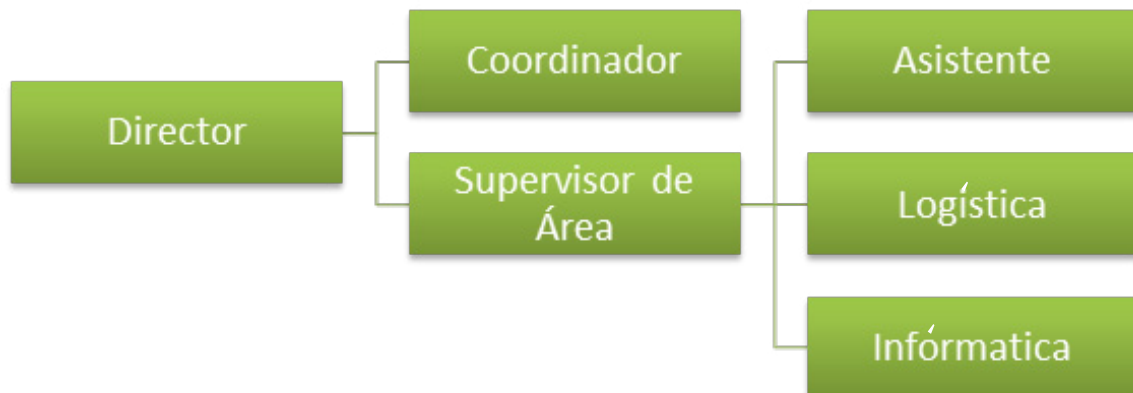 Director
Coordinador
Supervisor de
Área
Asistente
Logística
Infórmatica